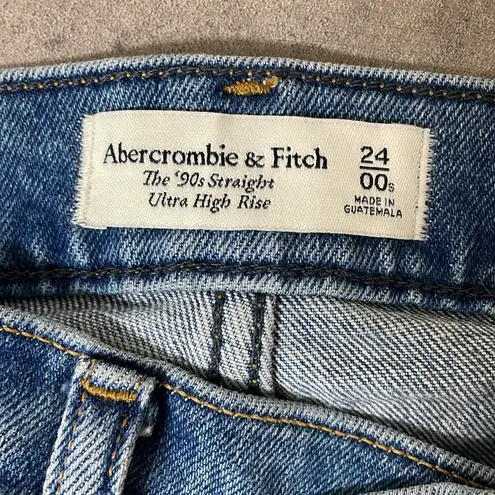 Abercrombie & Fitch
The ‘90s Straight
Ultra High Rise
24
00s
MADE IN
GUATEMALA